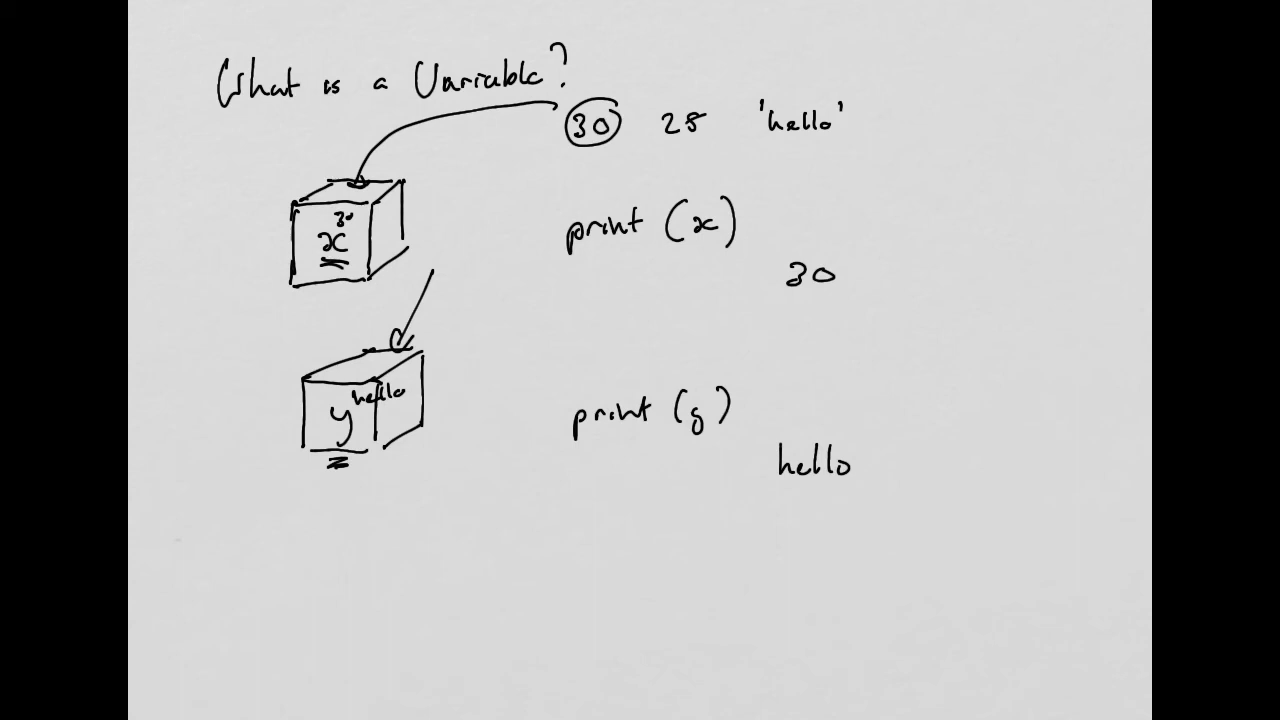 What is a Variable?
30 25 'hello'
30
x
print (x)
30
hello
y
print (y)
hello